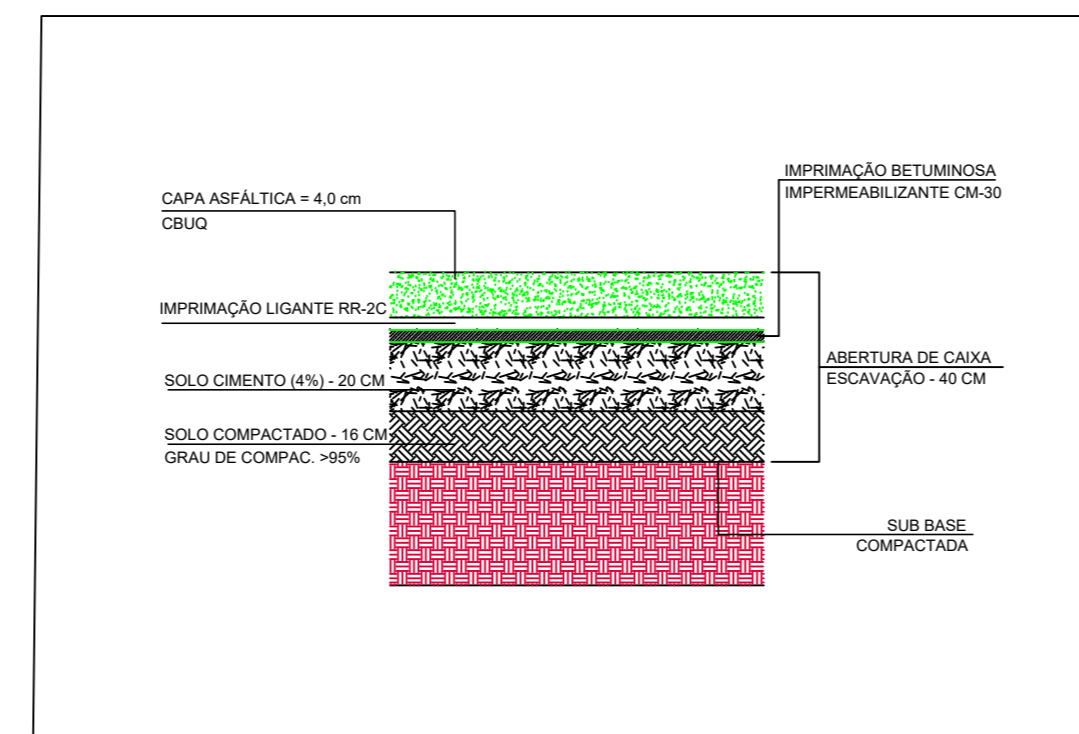 IMPRIMAÇÃO BETUMINOSA
IMPERMEABILIZANTE CM-30
CAPA ASFÁLTICA = 4,0 cm
CBUQ
IMPRIMAÇÃO LIGANTE RR-2C
ABERTURA DE CAIXA
ESCAVAÇÃO - 40 CM
SOLO CIMENTO (4%) - 20 CM
SOLO COMPACTADO - 16 CM
GRAU DE COMPAC. >95%
SUB BASE
COMPACTADA